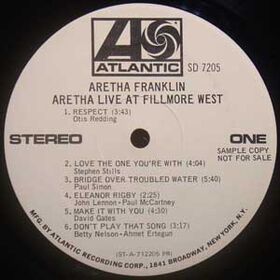 ATLANTIC
SD 7205
ARETHA FRANKLIN
ARETHA LIVE AT FILLMORE WEST
1. RESPECT (3:43)
Otis Redding
STEREO
ONE
SAMPLE COPY
NOT FOR SALE
2. LOVE THE ONE YOU'RE WITH (4:04)
Stephen Stills
3. BRIDGE OVER TROUBLED WATER (5:40)
Paul Simon
4. ELEANOR RIGBY (2:25)
John Lennon - Paul McCartney
5. MAKE IT WITH YOU (4:30)
David Gates
6. DON'T PLAY THAT SONG (3:17)
Betty Nelson - Ahmet Ertegun
(ST-A-712205 PR)
MFG. BY ATLANTIC RECORDING CORP., 1841 BROADWAY, NEW YORK, N.Y.